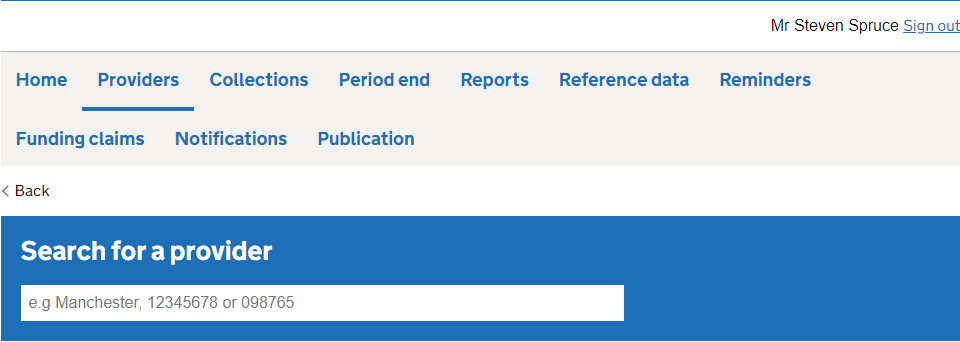 Mr Steven Spruce Sign out
Home Providers Collections Period end Reports Reference data Reminders
Funding claims Notifications Publication
Back
Search for a provider
e.g Manchester, 12345678 or 098765